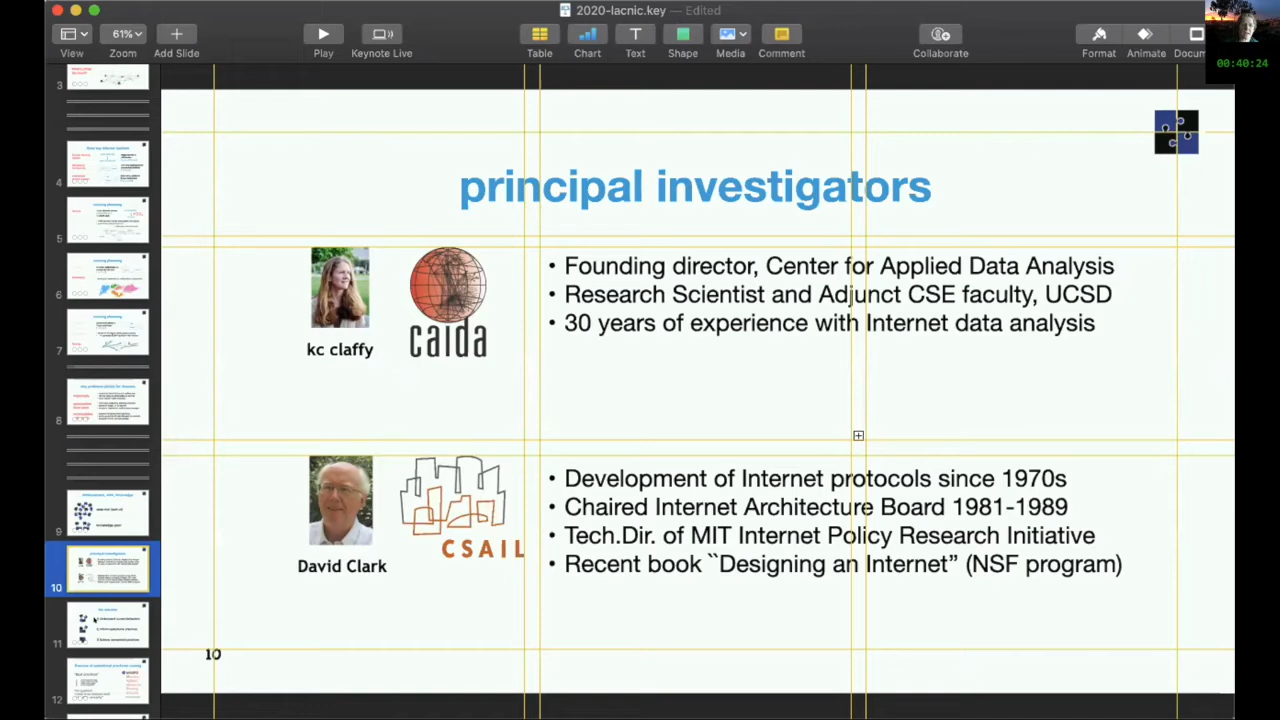 2020-lacnic.key — Edited
61%
View
Zoom
Add Slide
Play
Keynote Live
Table
Chart
Text
Shape
Media
Comment
Collaborate
Format
Animate
Docum
00:40:24
principal investigators
• Founding director, Center for Applied Data Analysis
• Research Scientist and Adjunct CSE faculty, UCSD
• 30 years of experience with Internet data analysis
caida
kc claffy
• Development of Internet protocols since 1970s
• Chaired Internet Architecture Board 1981-1989
• Tech.Dir. of MIT Internet Policy Research Initiative
• Recent book ``Designing an Internet” (NSF program)
CSAIL
David Clark
10
3
4
5
6
7
8
9
10
principal investigators
11
12